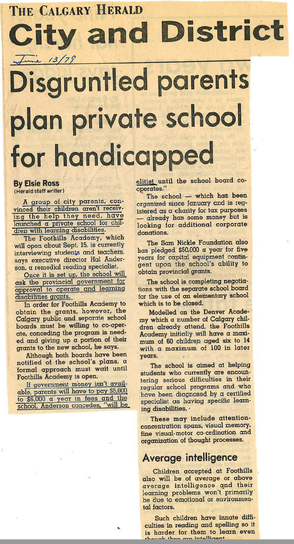 THE CALGARY HERALD
City and District
June 13/79
Disgruntled parents
plan private school
for handicapped
By Elsie Ross
(Herald staff writer)
A group of city parents, con-
vinced their children aren't receiv-
ing the help they need, have
launched a private school for chil-
dren with learning disabilities.
The Foothills Academy, which
will open about Sept. 15, is currently
interviewing students and teachers,
says executive director Hal Ander-
son, a remedial reading specialist.
Once it is set up, the school will
ask the provincial government for
approval to operate and learning
disabilities grants.
In order for Foothills Academy to
obtain the grants, however, the
Calgary public and separate school
boards must be willing to co-oper-
ate, conceding the program is need-
ed and giving up a portion of their
grants to the new school, he says.
Although both boards have been
notified of the school's plans, a
formal approach must wait until
Foothills Academy is open.
If government money isn't avail-
able, parents will have to pay $5,000
to $6,000 a year in fees and the
school, Anderson concedes, "will be
elitist until the school board co-
operates."
The school — which has been
organized since January and is reg-
istered as a charity for tax purposes
— already has some money but is
looking for additional corporate
donations.
The Sam Nickle Foundation also
has pledged $50,000 a year for five
years for capital equipment contin-
gent upon the school's ability to
obtain provincial grants.
The school is completing negotia-
tions with the separate school board
for the use of an elementary school
which is to be closed.
Modelled on the Denver Acade-
my which a number of Calgary chil-
dren already attend, the Foothills
Academy initially will have a maxi-
mum of 60 children aged six to 14
with a maximum of 100 in later
years.
The school is aimed at helping
students who currently are encoun-
tering serious difficulties in their
regular school programs and who
have been diagnosed by a certified
specialist as having specific learn-
ing disabilities.
These may include attention-
concentration spans, visual memory,
fine visual-motor co-ordination and
organization of thought processes.
Average intelligence
Children accepted at Foothills
also will be of average or above
average intelligence and their
learning problems won't primarily
be due to emotional or environmen-
tal factors.
Such children have innate diffi-
culties in reading and spelling so it
is harder for them to learn even
though they are intelligent